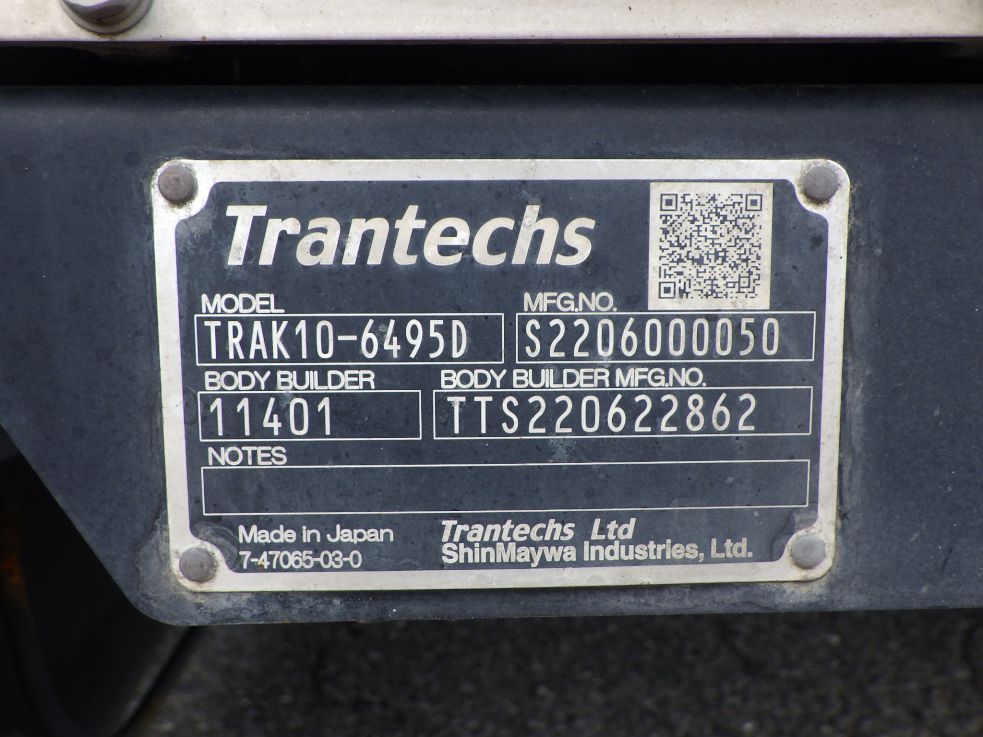 Trantechs
MODEL MFG.NO.
TRAK10-6495D S2206000050
BODY BUILDER BODY BUILDER MFG.NO.
11401 TTS220622862
NOTES
Made in Japan Trantechs Ltd
7-47065-03-0 ShinMaywa Industries, Ltd.